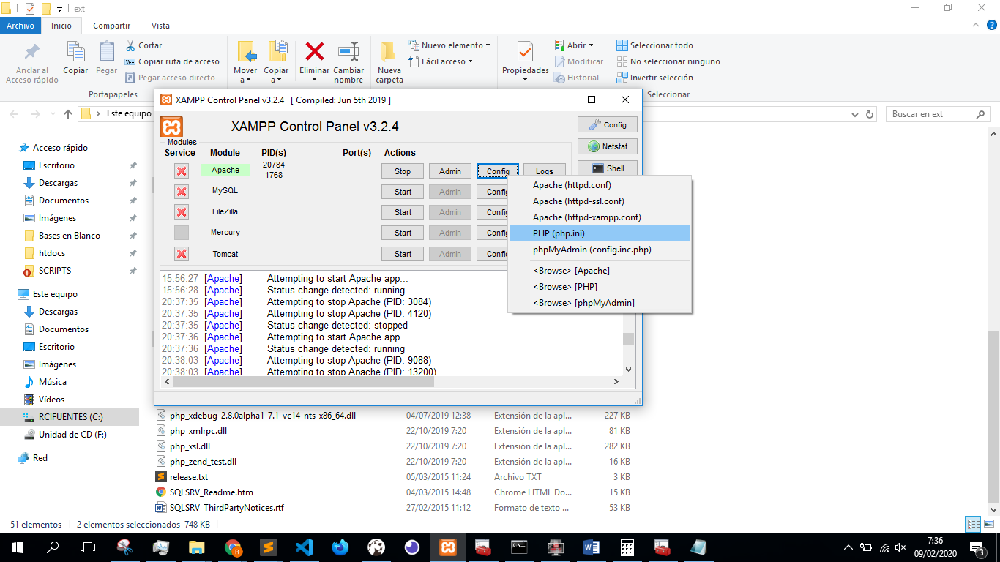 ext
Archivo Inicio Compartir Vista
Anclar al Acceso rápido
Copiar
Pegar
Cortar
Copiar ruta de acceso
Pegar acceso directo
Portapapeles
Mover a
Copiar a
Eliminar
Cambiar nombre
Nueva carpeta
Nuevo elemento
Fácil acceso
Propiedades
Abrir
Modificar
Historial
Seleccionar todo
No seleccionar ninguno
Invertir selección
Seleccionar
Este equipo
Buscar en ext
Acceso rápido
Escritorio
Descargas
Documentos
Imágenes
Bases en Blanco
htdocs
SCRIPTS
Este equipo
Descargas
Documentos
Escritorio
Imágenes
Música
Vídeos
RCIFUENTES (C:)
Unidad de CD (F:)
Red
XAMPP Control Panel v3.2.4 [ Compiled: Jun 5th 2019 ]
XAMPP Control Panel v3.2.4
Config
Netstat
Shell
Modules
Service Module PID(s) Port(s) Actions
Apache 20784 1768 Stop Admin Config Logs
MySQL Start Admin Config
FileZilla Start Admin Config
Mercury Start Admin Config
Tomcat Start Admin Config
Apache (httpd.conf)
Apache (httpd-ssl.conf)
Apache (httpd-xampp.conf)
PHP (php.ini)
phpMyAdmin (config.inc.php)
<Browse> [Apache]
<Browse> [PHP]
<Browse> [phpMyAdmin]
15:56:27 [Apache] Attempting to start Apache app...
15:56:28 [Apache] Status change detected: running
20:37:35 [Apache] Attempting to stop Apache (PID: 3084)
20:37:35 [Apache] Attempting to stop Apache (PID: 4120)
20:37:35 [Apache] Status change detected: stopped
20:37:36 [Apache] Attempting to start Apache app...
20:37:36 [Apache] Status change detected: running
20:38:03 [Apache] Attempting to stop Apache (PID: 9088)
20:38:03 [Apache] Attempting to stop Apache (PID: 13200)
php_xdebug-2.8.0alpha1-7.1-vc14-nts-x86_64.dll 04/07/2019 12:38 Extensión de la apl... 227 KB
php_xmlrpc.dll 22/10/2019 7:20 Extensión de la apl... 81 KB
php_xsl.dll 22/10/2019 7:20 Extensión de la apl... 282 KB
php_zend_test.dll 22/10/2019 7:20 Extensión de la apl... 16 KB
release.txt 05/03/2015 11:24 Archivo TXT 3 KB
SQLSRV_Readme.htm 04/03/2015 14:48 Chrome HTML Do... 15 KB
SQLSRV_ThirdPartyNotices.rtf 27/02/2015 11:12 Formato de texto ... 53 KB
51 elementos 2 elementos seleccionados 748 KB
7:36
09/02/2020
3